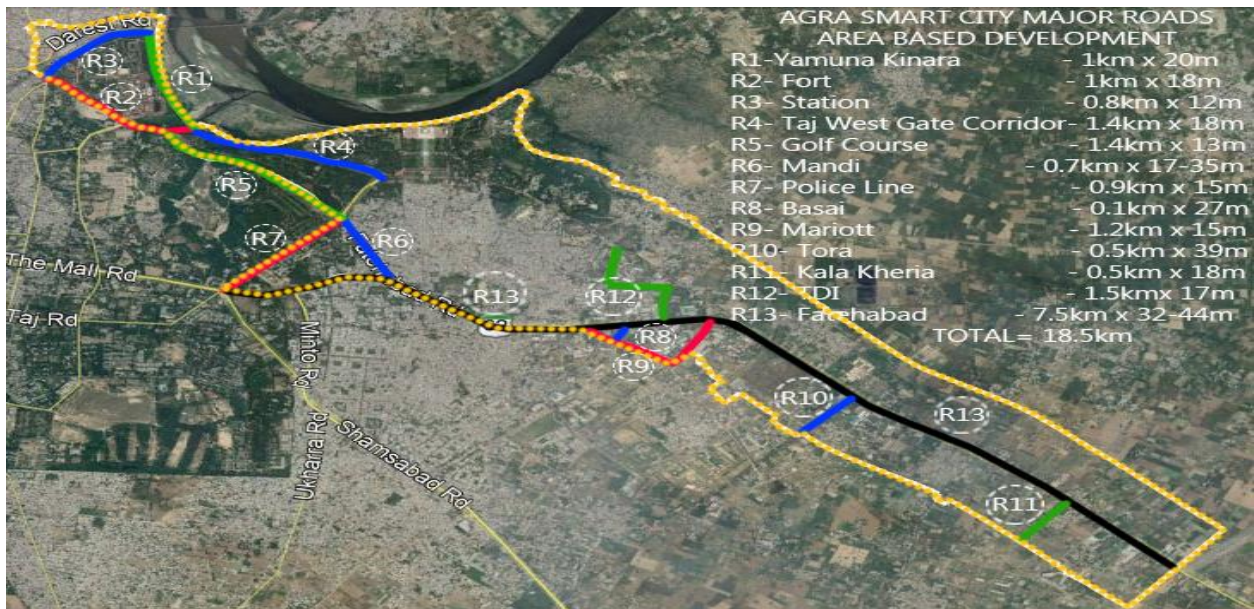 AGRA SMART CITY MAJOR ROADS
AREA BASED DEVELOPMENT
R1-Yamuna Kinara - 1km x 20m
R2- Fort - 1km x 18m
R3- Station - 0.8km x 12m
R4- Taj West Gate Corridor- 1.4km x 18m
R5- Golf Course - 1.4km x 13m
R6- Mandi - 0.7km x 17-35m
R7- Police Line - 0.9km x 15m
R8- Basai - 0.1km x 27m
R9- Mariott - 1.2km x 15m
R10- Tora - 0.5km x 39m
R11- Kala Kheria - 0.5km x 18m
R12- TDI - 1.5kmx 17m
R13- Fatehabad - 7.5km x 32-44m
TOTAL= 18.5km
Daresi Rd
R3
R1
R2
R4
R5
R7
R6
The Mall Rd
R13
R12
Taj Rd
R8
Minto Rd
R9
R10
R13
Ukharra Rd
Shamsabad Rd
R11